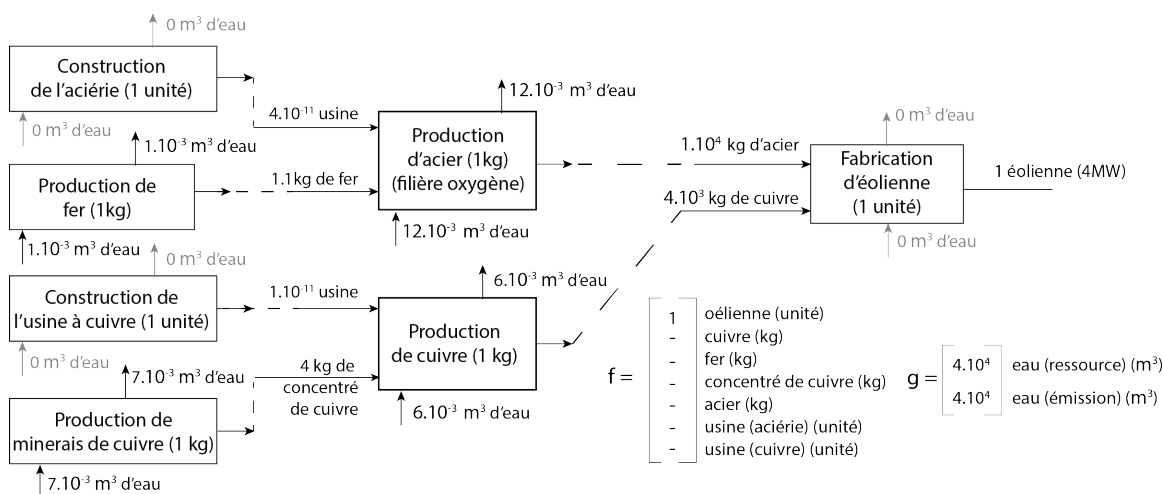 0 m³ d’eau
Construction
de l’aciérie (1 unité)
0 m³ d’eau
4.10⁻¹¹ usine
1.10⁻³ m³ d’eau
Production de
fer (1kg)
1.10⁻³ m³ d’eau
1.1kg de fer
12.10⁻³ m³ d’eau
Production
d’acier (1kg)
(filière oxygène)
12.10⁻³ m³ d’eau
1.10⁴ kg d’acier
4.10³ kg de cuivre
0 m³ d’eau
Fabrication
d’éolienne
(1 unité)
0 m³ d’eau
1 éolienne (4MW)
0 m³ d’eau
Construction de
l’usine à cuivre (1 unité)
0 m³ d’eau
1.10⁻¹¹ usine
6.10⁻³ m³ d’eau
Production
de cuivre (1 kg)
6.10⁻³ m³ d’eau
7.10⁻³ m³ d’eau
4 kg de
concentré
de cuivre
Production de
minerais de cuivre (1 kg)
7.10⁻³ m³ d’eau
f =
1 oélienne (unité)
- cuivre (kg)
- fer (kg)
- concentré de cuivre (kg)
- acier (kg)
- usine (aciérie) (unité)
- usine (cuivre) (unité)
g =
4.10⁴ eau (ressource) (m³)
4.10⁴ eau (émission) (m³)